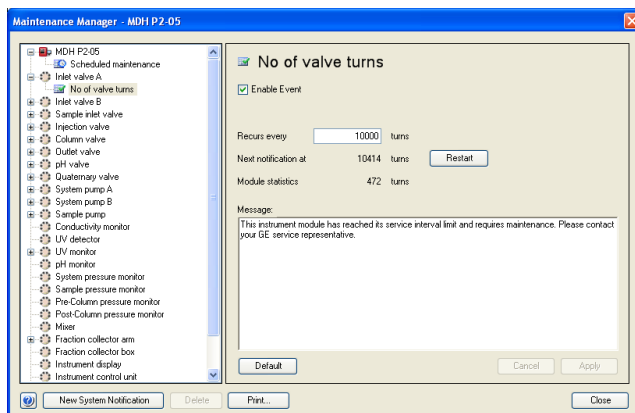 Maintenance Manager - MDH P2-05
MDH P2-05
Scheduled maintenance
Inlet valve A
No of valve turns
Inlet valve B
Sample inlet valve
Injection valve
Column valve
Outlet valve
pH valve
Quaternary valve
System pump A
System pump B
Sample pump
Conductivity monitor
UV detector
UV monitor
pH monitor
System pressure monitor
Sample pressure monitor
Pre-Column pressure monitor
Post-Column pressure monitor
Mixer
Fraction collector arm
Fraction collector box
Instrument display
Instrument control unit
No of valve turns
Enable Event
Recurs every 10000 turns
Next notification at 10414 turns Restart
Module statistics 472 turns
Message:
This instrument module has reached its service interval limit and requires maintenance. Please contact
your GE service representative.
Default Cancel Apply
New System Notification Delete Print... Close